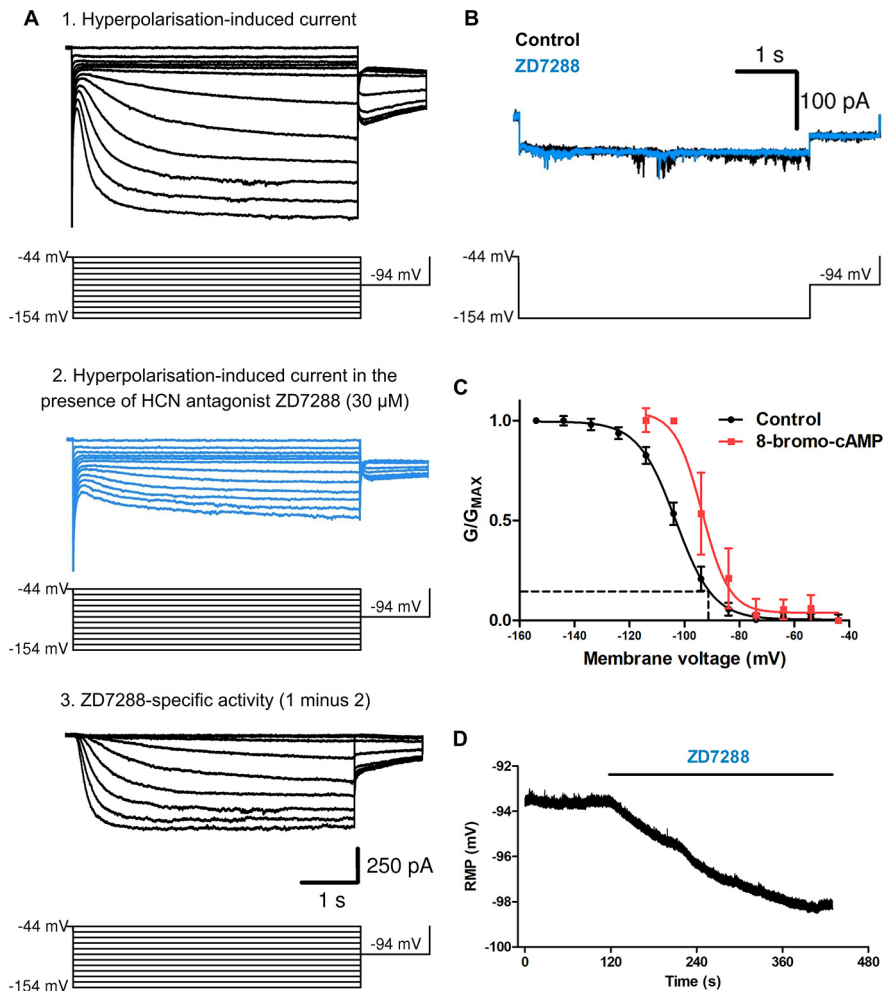 A
1. Hyperpolarisation-induced current
-44 mV
-94 mV
-154 mV
2. Hyperpolarisation-induced current in the
presence of HCN antagonist ZD7288 (30 µM)
-44 mV
-94 mV
-154 mV
3. ZD7288-specific activity (1 minus 2)
250 pA
1 s
-44 mV
-94 mV
-154 mV
B
Control
ZD7288
1 s
100 pA
-44 mV
-94 mV
-154 mV
C
Control
8-bromo-cAMP
G/GMAX
1.0
0.5
0.0
-160 -140 -120 -100 -80 -60 -40
Membrane voltage (mV)
D
ZD7288
RMP (mV)
-92
-94
-96
-98
-100
0 120 240 360 480
Time (s)